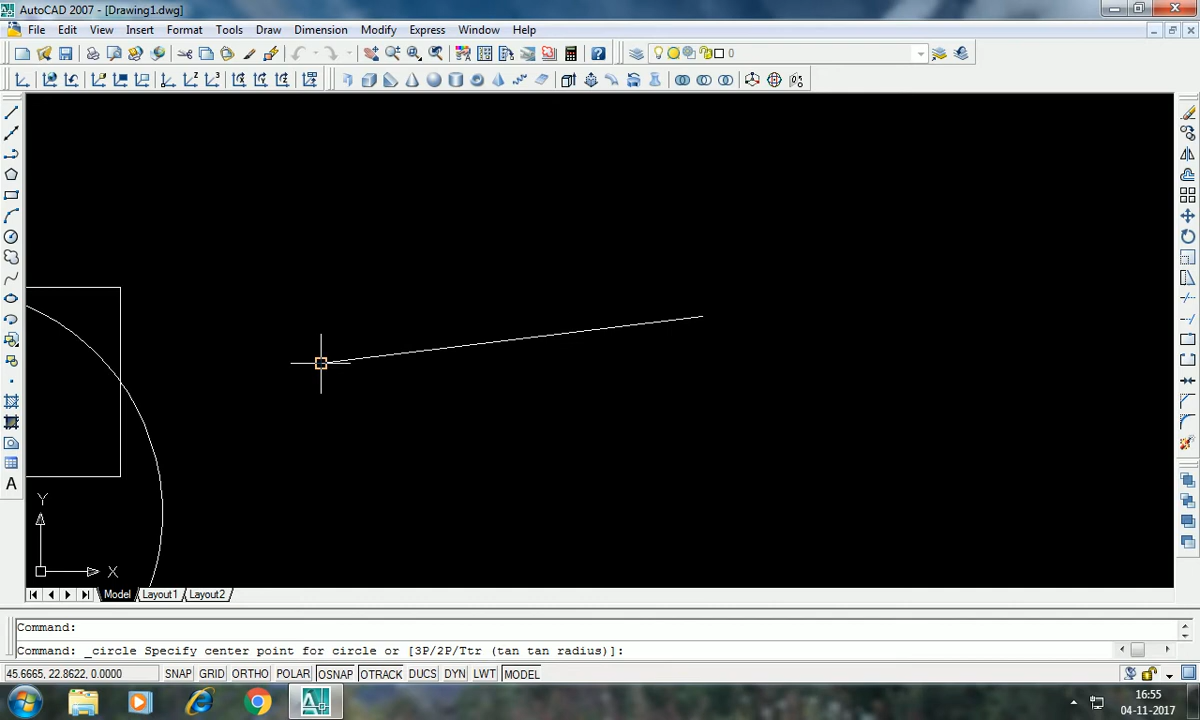 AutoCAD 2007 - [Drawing1.dwg]
File Edit View Insert Format Tools Draw Dimension Modify Express Window Help
0
Y
X
Model Layout1 Layout2
Command:
Command: _circle Specify center point for circle or [3P/2P/Ttr (tan tan radius)]:
45.6665, 22.8622, 0.0000 SNAP GRID ORTHO POLAR OSNAP OTRACK DUCS DYN LWT MODEL
16:55
04-11-2017